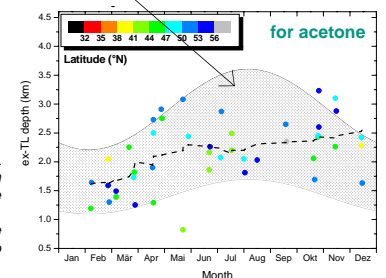 for acetone
32 35 38 41 44 47 50 53 56
Latitude (°N)
ex-TL depth (km)
4.5
4.0
3.5
3.0
2.5
2.0
1.5
1.0
0.5
Jan Feb Mär Apr Mai Jun Jul Aug Sep Okt Nov Dez
Month